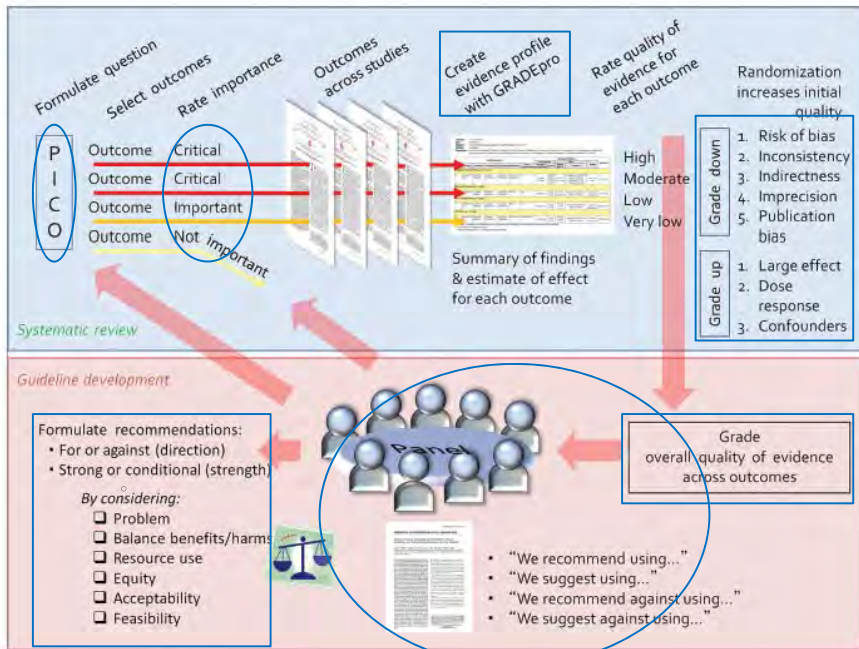 Formulate question
Select outcomes
Rate importance
Outcomes
across studies
Create
evidence profile
with GRADEpro
Rate quality of
evidence for
each outcome
Randomization
increases initial
quality
P
I
C
O
Outcome
Critical
Outcome
Critical
Outcome
Important
Outcome
Not important
High
Moderate
Low
Very low
Summary of findings
& estimate of effect
for each outcome
Grade down
1. Risk of bias
2. Inconsistency
3. Indirectness
4. Imprecision
5. Publication
bias
Grade up
1. Large effect
2. Dose
response
3. Confounders
Systematic review
Guideline development
Formulate recommendations:
• For or against (direction)
• Strong or conditional (strength)
By considering:
❑ Problem
❑ Balance benefits/harms
❑ Resource use
❑ Equity
❑ Acceptability
❑ Feasibility
Panel
Grade
overall quality of evidence
across outcomes
• “We recommend using…”
• “We suggest using…”
• “We recommend against using…”
• “We suggest against using…”